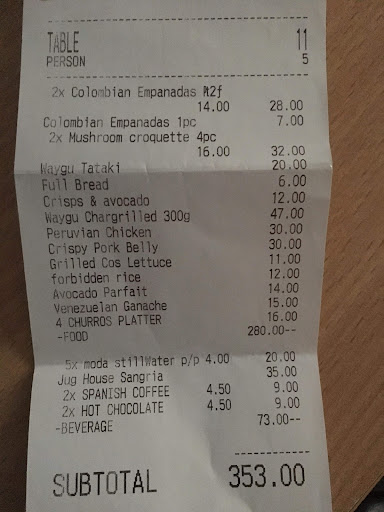 TABLE 11
PERSON 5
2x Colombian Empanadas
14.00 28.00
Colombian Empanadas 1pc 7.00
2x Mushroom croquette 4pc
16.00 32.00
Waygu Tataki 20.00
Full Bread 6.00
Crisps & avocado 12.00
Waygu Chargrilled 300g 47.00
Peruvian Chicken 30.00
Crispy Pork Belly 30.00
Grilled Cos Lettuce 11.00
forbidden rice 12.00
Avocado Parfait 14.00
Venezuelan Ganache 15.00
4 CHURROS PLATTER 16.00
-FOOD 280.00--
5x moda stillWater p/p 4.00 20.00
Jug House Sangria 35.00
2x SPANISH COFFEE 4.50 9.00
2x HOT CHOCOLATE 4.50 9.00
-BEVERAGE 73.00--
SUBTOTAL 353.00